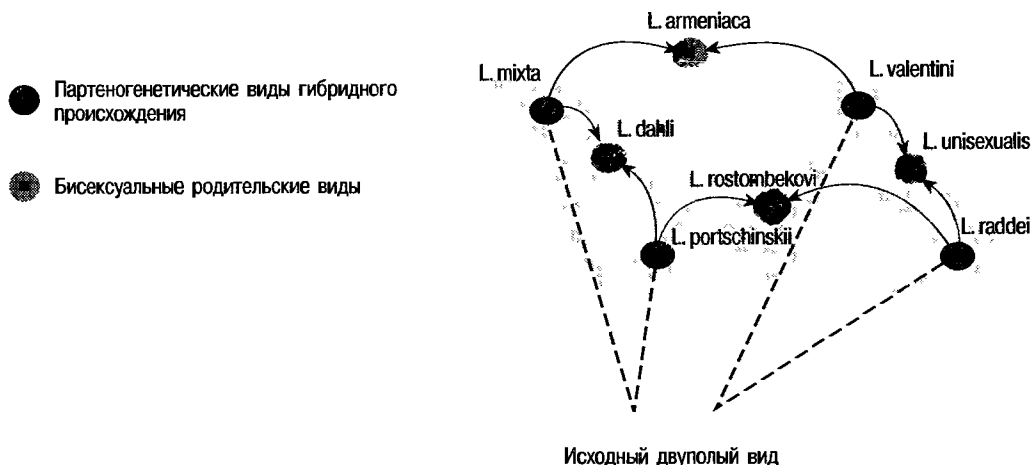 L. armeniaca
L. mixta
L. valentini
Партеногенетические виды гибридного
происхождения
L. dahli
L. unisexualis
Бисексуальные родительские виды
L. rostombekovi
L. portschinskii
L. raddei
Исходный двуполый вид